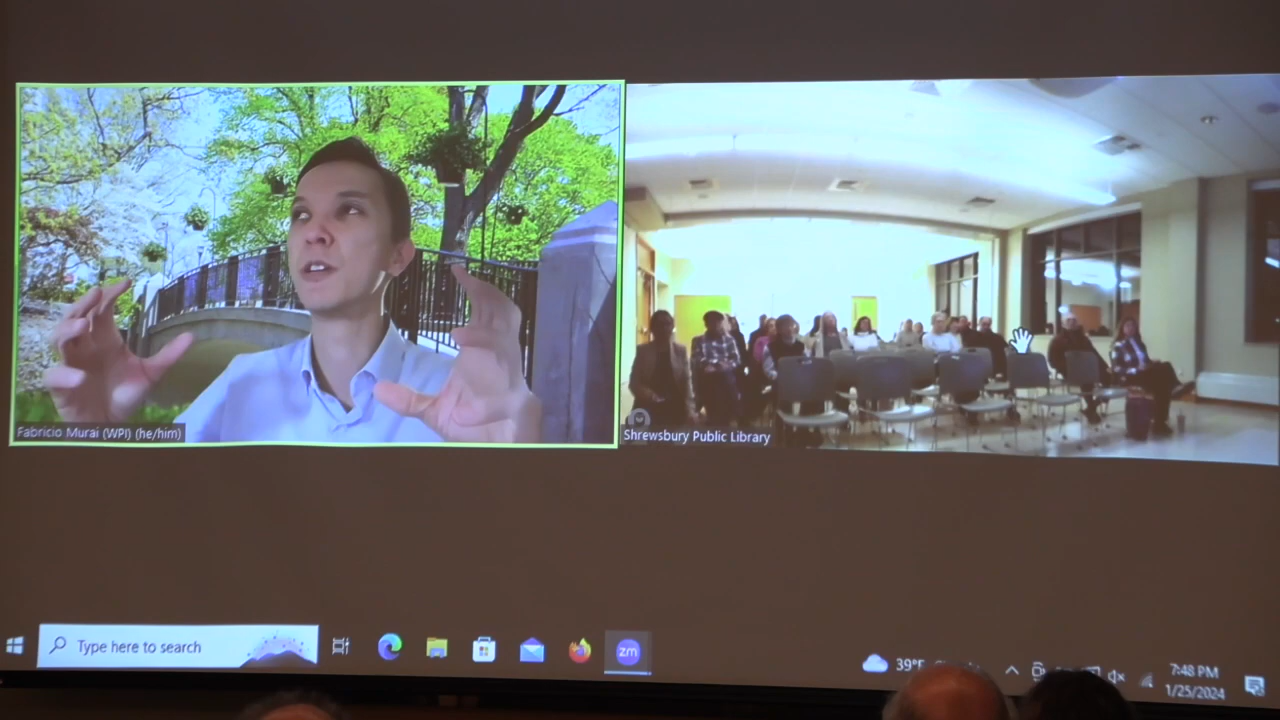 Fabricio Murai (WPI) (he/him)
Shrewsbury Public Library
Type here to search
zm
39°F
7:48 PM
1/25/2024